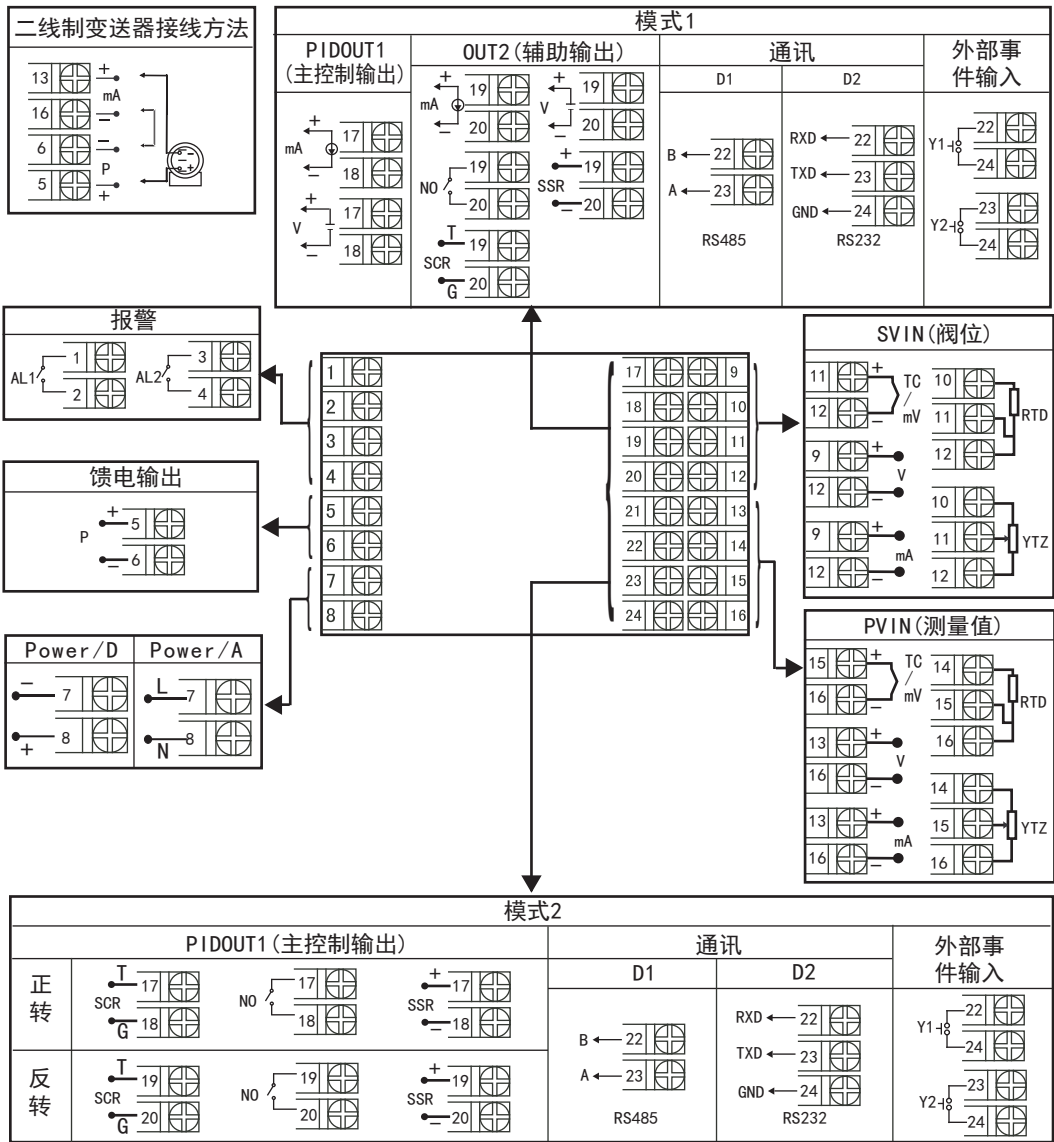 二线制变送器接线方法
13 +
mA
16 −
6 −
P
5 +
− +
模式1
PIDOUT1
(主控制输出)
OUT2(辅助输出)
通讯
外部事
件输入
D1
D2
+
mA
−
17
18
+
V
−
17
18
+
mA
−
19
20
+
V
−
19
20
NO
19
20
+
SSR
−
19
20
T
SCR
G
19
20
B 22
A 23
RS485
RXD 22
TXD 23
GND 24
RS232
Y1
22
24
Y2
23
24
报警
AL1
1
2
AL2
3
4
馈电输出
+
P
−
5
6
Power/D
Power/A
− 7
+ 8
L 7
N 8
1
2
3
4
5
6
7
8
17 9
18 10
19 11
20 12
21 13
22 14
23 15
24 16
SVIN(阀位)
11 +
12 −
TC
/
mV
10
11
12
RTD
9 +
V
12 −
9 +
mA
12 −
10
11
12
YTZ
PVIN(测量值)
15 +
16 −
TC
/
mV
14
15
16
RTD
13 +
V
16 −
13 +
mA
16 −
14
15
16
YTZ
模式2
PIDOUT1(主控制输出)
通讯
外部事
件输入
D1
D2
正
转
T
SCR
G
17
18
NO
17
18
+
SSR
−
17
18
反
转
T
SCR
G
19
20
NO
19
20
+
SSR
−
19
20
B 22
A 23
RS485
RXD 22
TXD 23
GND 24
RS232
Y1
22
24
Y2
23
24